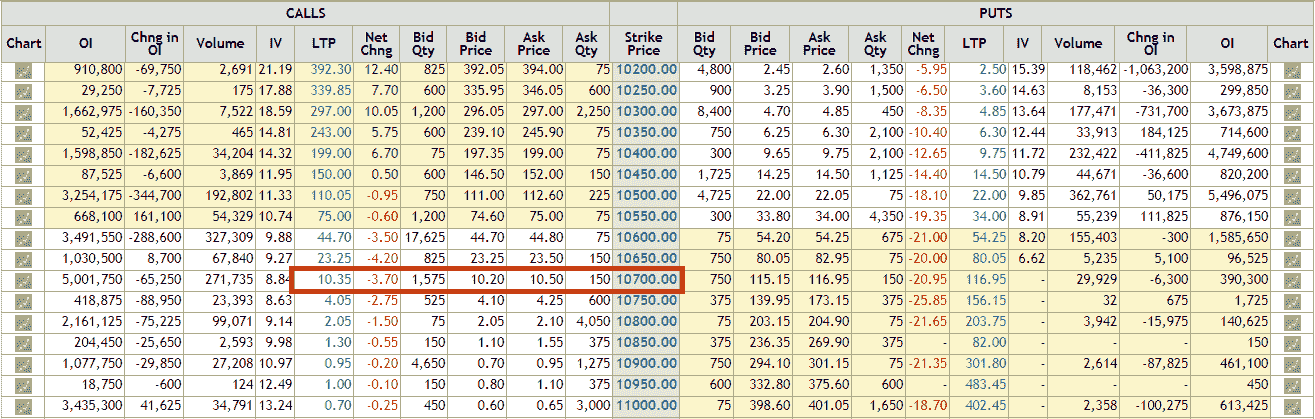 CALLS PUTS
Chart OI Chng in OI Volume IV LTP Net Chng Bid Qty Bid Price Ask Price Ask Qty Strike Price Bid Qty Bid Price Ask Price Ask Qty Net Chng LTP IV Volume Chng in OI OI Chart
910,800 -69,750 2,691 21.19 392.30 12.40 825 392.05 394.00 75 10200.00 4,800 2.45 2.60 1,350 -5.95 2.50 15.39 118,462 -1,063,200 3,598,875
29,250 -7,725 175 17.88 339.85 7.70 600 335.95 346.05 600 10250.00 900 3.25 3.90 1,500 -6.50 3.60 14.63 8,153 -36,300 299,850
1,662,975 -160,350 7,522 18.59 297.00 10.05 1,200 296.05 297.00 2,250 10300.00 8,400 4.70 4.85 450 -8.35 4.85 13.64 177,471 -731,700 3,673,875
52,425 -4,275 465 14.81 243.00 5.75 600 239.10 245.90 75 10350.00 750 6.25 6.30 2,100 -10.40 6.30 12.44 33,913 184,125 714,600
1,598,850 -182,625 34,204 14.32 199.00 6.70 75 197.35 199.00 75 10400.00 300 9.65 9.75 2,100 -12.65 9.75 11.72 232,422 -411,825 4,749,600
87,525 -6,600 3,869 11.95 150.00 0.50 600 146.50 152.00 150 10450.00 1,725 14.25 14.50 1,125 -14.40 14.50 10.79 44,671 -36,600 820,200
3,254,175 -344,700 192,802 11.33 110.05 -0.95 750 111.00 112.60 225 10500.00 4,725 22.00 22.05 75 -18.10 22.00 9.85 362,761 50,175 5,496,075
668,100 161,100 54,329 10.74 75.00 -0.60 1,200 74.60 75.00 75 10550.00 300 33.80 34.00 4,350 -19.35 34.00 8.91 55,239 111,825 876,150
3,491,550 -288,600 327,309 9.88 44.70 -3.50 17,625 44.70 44.80 75 10600.00 75 54.20 54.25 675 -21.00 54.25 8.20 155,403 -300 1,585,650
1,030,500 8,700 67,840 9.27 23.25 -4.20 825 23.25 23.50 150 10650.00 750 80.05 82.95 75 -20.00 80.05 6.62 5,235 5,100 96,525
5,001,750 -65,250 271,735 8.84 10.35 -3.70 1,575 10.20 10.50 150 10700.00 750 115.15 116.95 150 -20.95 116.95 - 29,929 -6,300 390,300
418,875 -88,950 23,393 8.63 4.05 -2.75 525 4.10 4.25 600 10750.00 375 139.95 173.15 375 -25.85 156.15 - 32 675 1,725
2,161,125 -75,225 99,071 9.14 2.05 -1.50 75 2.05 2.10 4,050 10800.00 75 203.15 204.90 75 -21.65 203.75 - 3,942 -15,975 140,625
204,450 -25,650 2,593 9.98 1.30 -0.55 150 1.10 1.55 375 10850.00 375 236.35 269.90 375 - 82.00 - - - 150
1,077,750 -29,850 27,208 10.97 0.95 -0.20 4,650 0.70 0.95 1,275 10900.00 750 294.10 301.15 75 -21.35 301.80 - 2,614 -87,825 461,100
18,750 -600 124 12.49 1.00 -0.10 150 0.80 1.10 375 10950.00 600 332.80 375.60 600 - 483.45 - - - 450
3,435,300 41,625 34,791 13.24 0.70 -0.25 450 0.60 0.65 3,000 11000.00 75 398.60 401.05 1,650 -18.70 402.45 - 2,358 -100,275 613,425